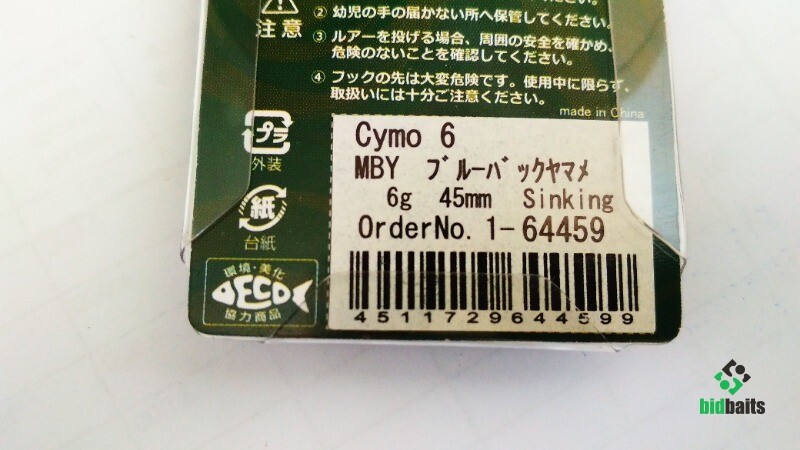 注意
② 幼児の手の届かない所へ保管してください。
③ ルアーを投げる場合、周囲の安全を確かめ、
危険のないことを確認してください。
④ フックの先は大変危険です。使用中に限らず、
取扱いには十分ご注意ください。
made in China
プラ
外装
紙
台紙
環境・美化
ECO
協力商品
Cymo 6
MBY ブルーバックヤマメ
6g 45mm Sinking
OrderNo. 1-64459
4511729644599
bidbaits